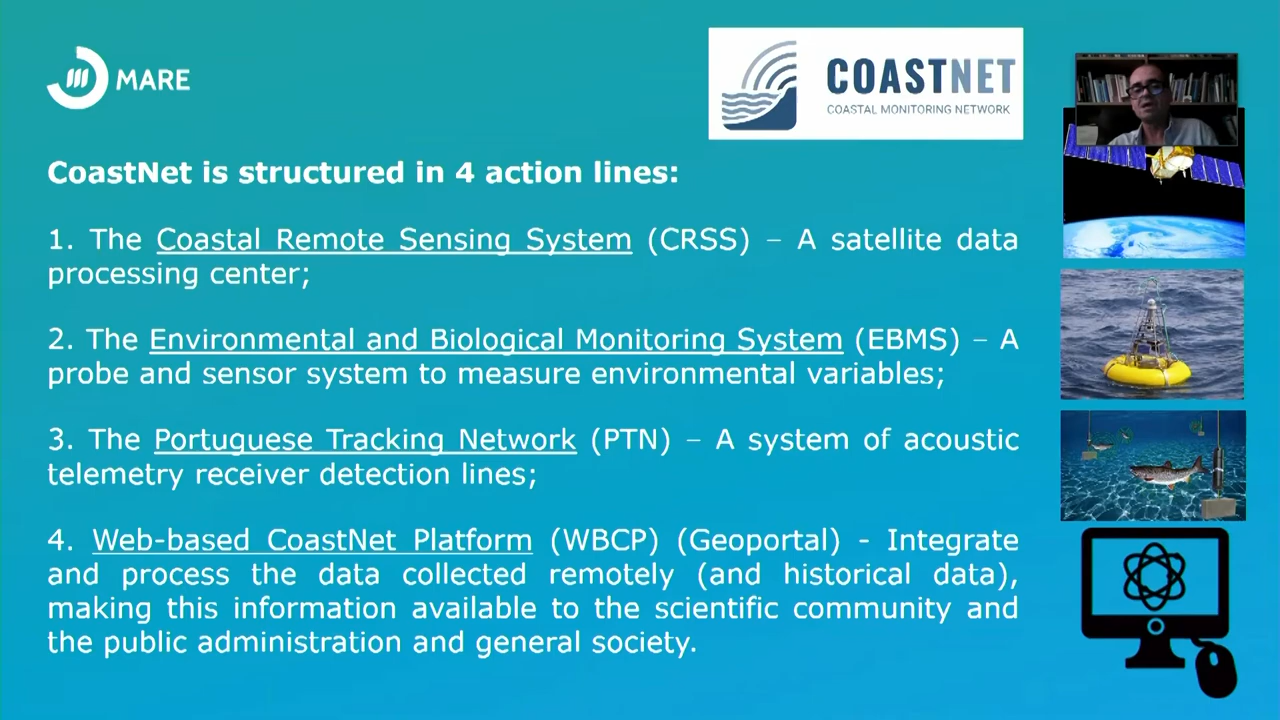 MARE
COASTNET
COASTAL MONITORING NETWORK
CoastNet is structured in 4 action lines:
1. The Coastal Remote Sensing System (CRSS) – A satellite data
processing center;
2. The Environmental and Biological Monitoring System (EBMS) – A
probe and sensor system to measure environmental variables;
3. The Portuguese Tracking Network (PTN) – A system of acoustic
telemetry receiver detection lines;
4. Web-based CoastNet Platform (WBCP) (Geoportal) - Integrate
and process the data collected remotely (and historical data),
making this information available to the scientific community and
the public administration and general society.